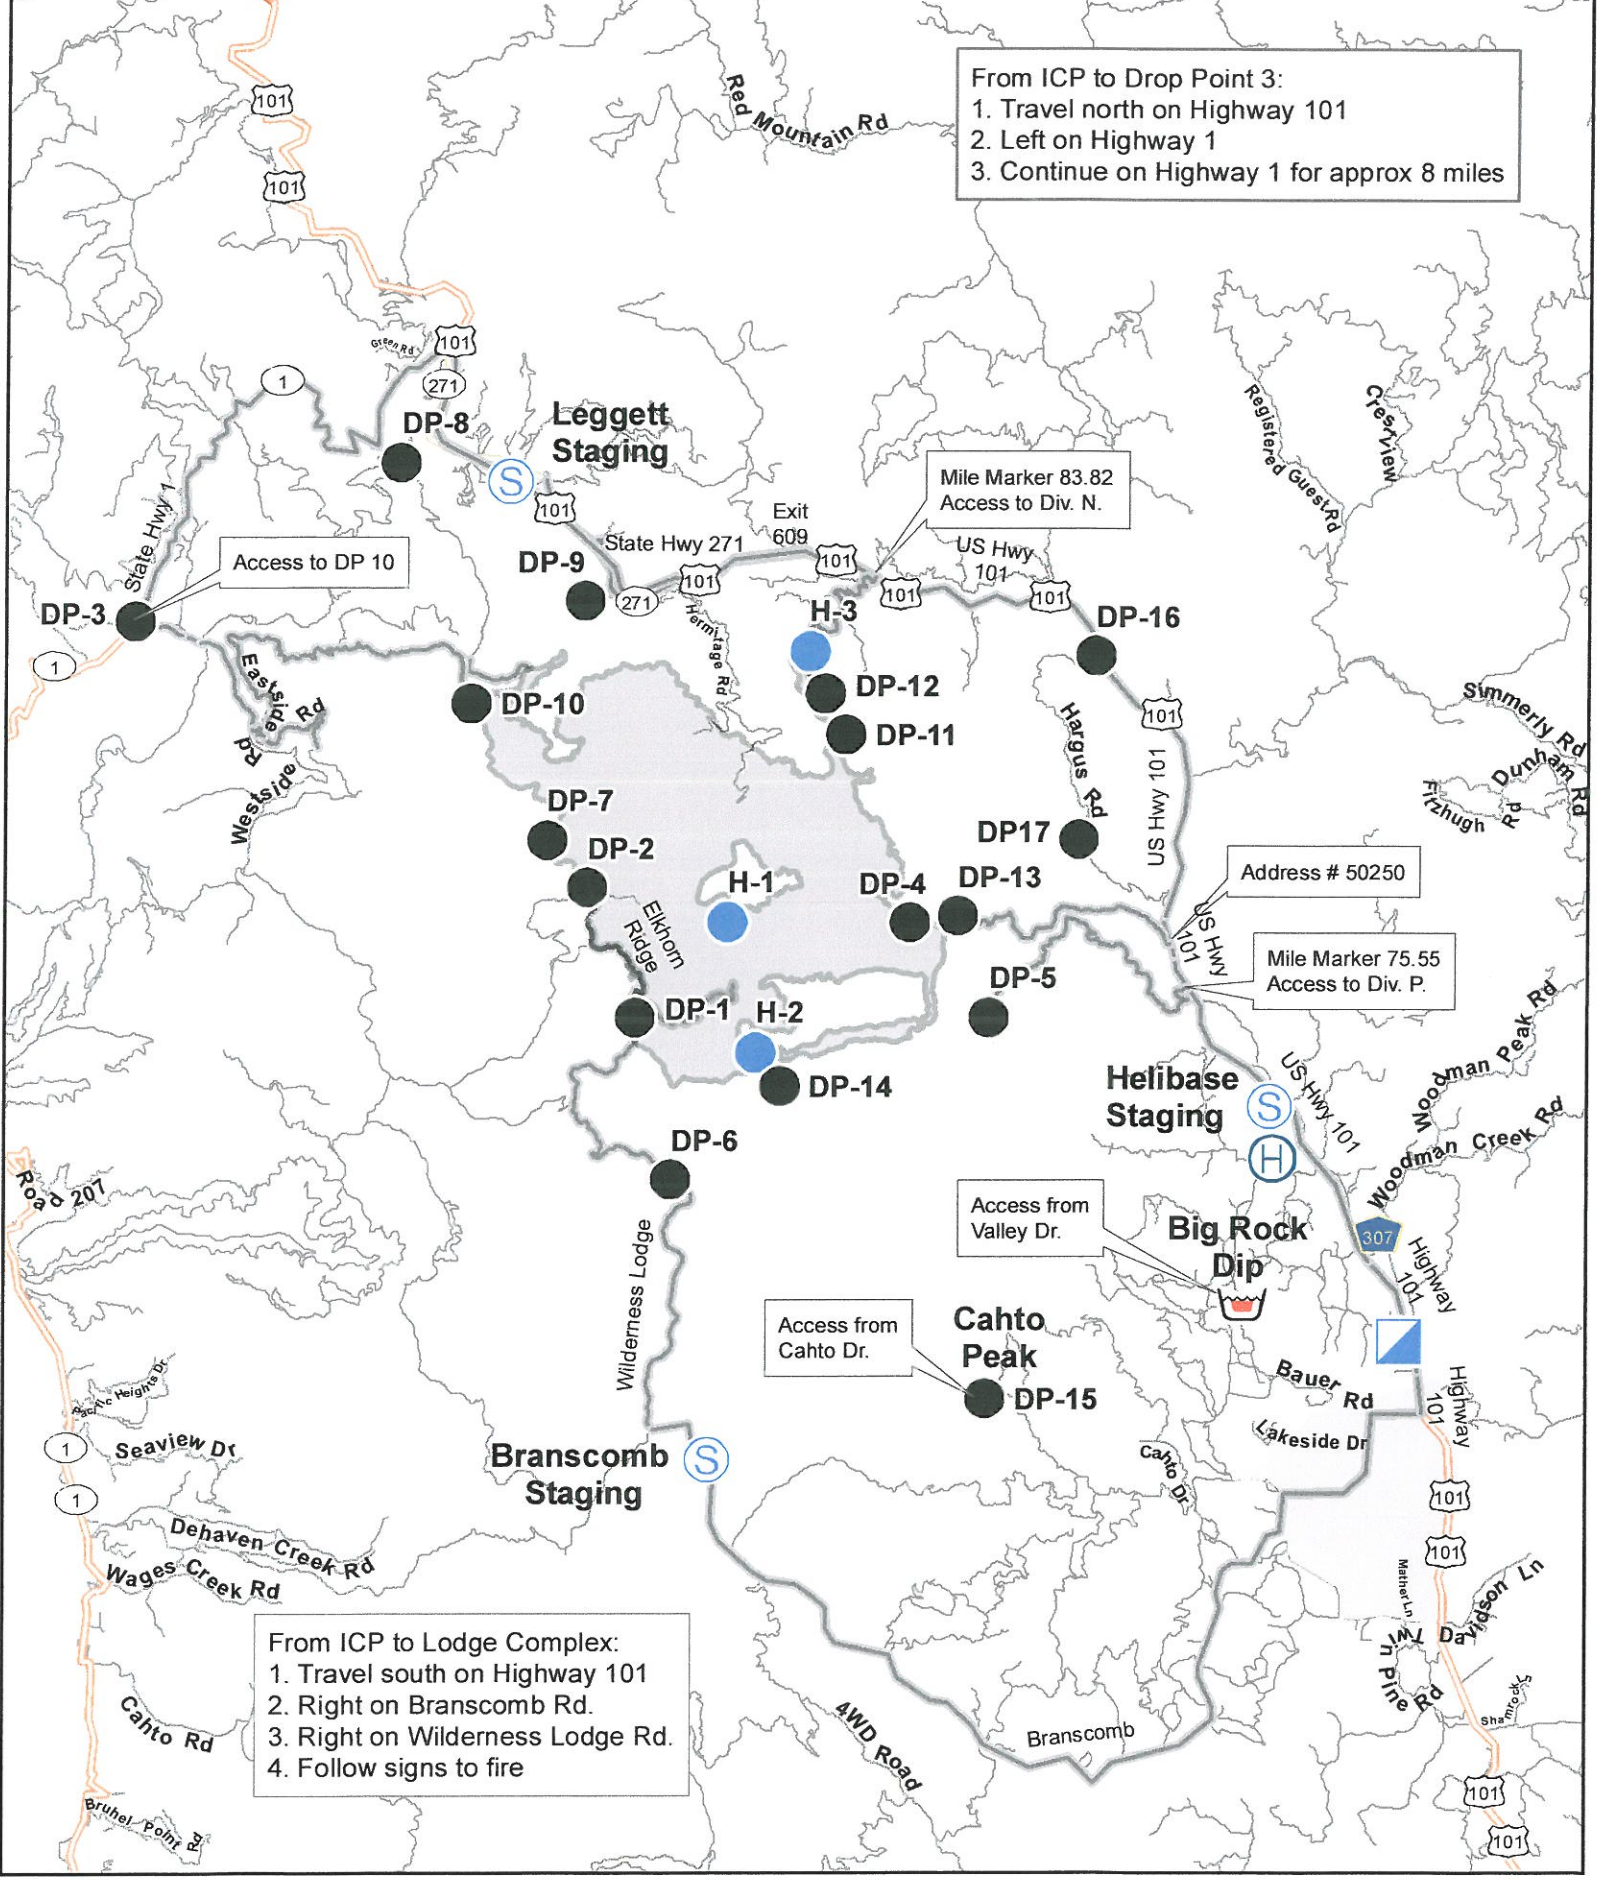 101
Red Mountain Rd
From ICP to Drop Point 3:
1. Travel north on Highway 101
2. Left on Highway 1
3. Continue on Highway 1 for approx 8 miles
101
Green Rd
101
1
271
DP-8
Leggett
Staging
S
Registered Guest Rd
Crestview
Mile Marker 83.82
Access to Div. N.
101
Exit
609
State Hwy 271
DP-9
101
US Hwy
101
State Hwy 1
Access to DP 10
101
101
101
271
H-3
DP-3
DP-16
Hermitage Rd
1
Eastside Rd
Rd
Westside
DP-10
DP-12
DP-11
101
Hargus Rd
US Hwy 101
Simmerly Rd
Dunham Rd
Fitzhugh Rd
DP-7
DP-2
DP17
H-1
DP-4
DP-13
Address # 50250
Elkhorn
Ridge
US Hwy
101
Mile Marker 75.55
Access to Div. P.
DP-5
DP-1
H-2
DP-14
Helibase
Staging
S
US Hwy 101
Woodman Peak Rd
Woodman Creek Rd
H
DP-6
Road 207
Access from
Valley Dr.
Big Rock
Dip
307
Highway
101
Wilderness Lodge
Access from
Cahto Dr.
Cahto
Peak
DP-15
Bauer Rd
Highway
101
Pacific Heights Dr
Lakeside Dr
1
Seaview Dr
Branscomb
Staging
S
Cahto Dr
1
101
101
Dehaven Creek Rd
Wages Creek Rd
Mather Ln
Davidson Ln
Twin Pine Rd
From ICP to Lodge Complex:
1. Travel south on Highway 101
2. Right on Branscomb Rd.
3. Right on Wilderness Lodge Rd.
4. Follow signs to fire
Cahto Rd
4WD Road
Branscomb
101
Bruhel Point Rd
101